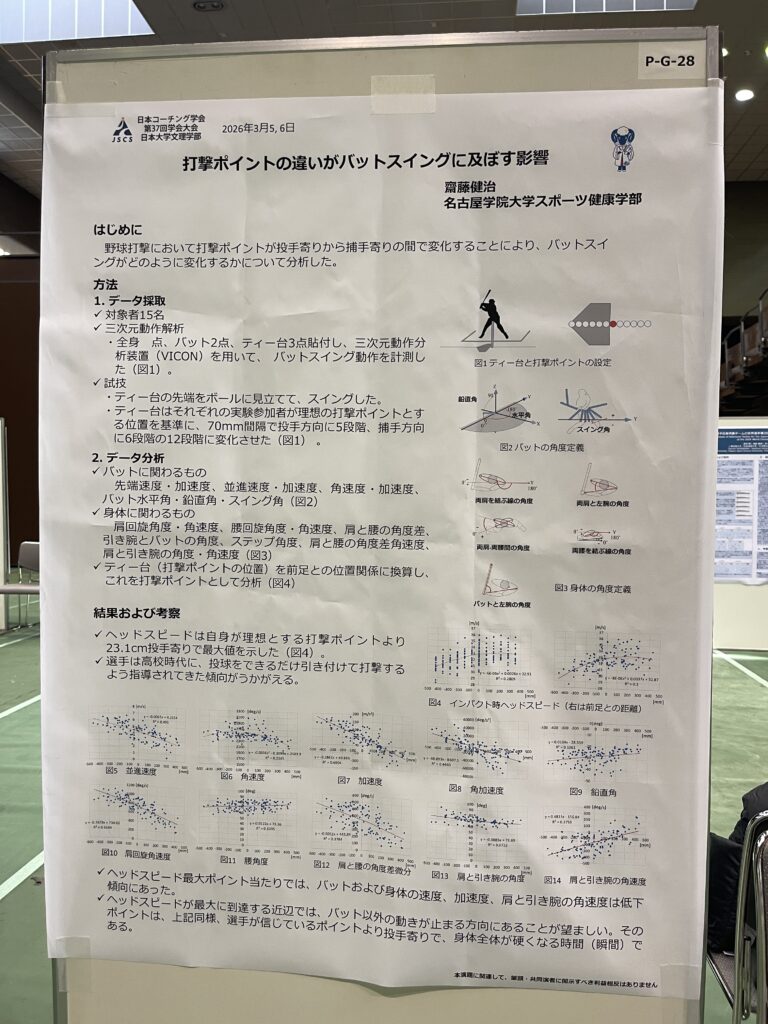 P-G-28
日本コーチング学会
第37回学会大会
日本大学文理学部
JSCS
2026年3月5, 6日
打撃ポイントの違いがバットスイングに及ぼす影響
齋藤健治
名古屋学院大学スポーツ健康学部
はじめに
野球打撃において打撃ポイントが投手寄りから捕手寄りの間で変化することにより、バットスイ
ングがどのように変化するかについて分析した。
方法
1. データ採取
✓ 対象者15名
✓ 三次元動作解析
・全身 点、バット2点、ティー台3点貼付し、三次元動作分
析装置（VICON）を用いて、バットスイング動作を計測し
た（図1）。
✓ 試技
・ティー台の先端をボールに見立てて、スイングした。
・ティー台はそれぞれの実験参加者が理想の打撃ポイントとす
る位置を基準に、70mm間隔で投手方向に5段階、捕手方向
に6段階の12段階に変化させた（図1）。
2. データ分析
✓ バットに関わるもの
先端速度・加速度、並進速度・加速度、角速度・加速度、
バット水平角・鉛直角・スイング角（図2）
✓ 身体に関わるもの
肩回旋角度・角速度、腰回旋角度・角速度、肩と腰の角度差、
引き腕とバットの角度、ステップ角度、肩と腰の角度差角速度、
肩と引き腕の角度・角速度（図3）
✓ ティー台（打撃ポイントの位置）を前足との位置関係に換算し、
これを打撃ポイントとして分析（図4）
図1 ティー台と打撃ポイントの設定
鉛直角
水平角
スイング角
図2 バットの角度定義
両肩を結ぶ線の角度
両肩と左腕の角度
両肩-両腰間の角度
両腰を結ぶ線の角度
バットと左腕の角度
図3 身体の角度定義
結果および考察
✓ ヘッドスピードは自身が理想とする打撃ポイントより
23.1cm投手寄りで最大値を示した（図4）。
✓ 選手は高校時代に、投球をできるだけ引き付けて打撃する
よう指導されてきた傾向がうかがえる。
図4 インパクト時ヘッドスピード（右は前足との距離）
図5 並進速度
図6 角速度
図7 加速度
図8 角加速度
図9 鉛直角
図10 肩回旋角速度
図11 腰角度
図12 肩と腰の角度差微分
図13 肩と引き腕の角度
図14 肩と引き腕の角速度
✓ ヘッドスピード最大ポイント当たりでは、バットおよび身体の速度、加速度、肩と引き腕の角速度は低下
傾向にあった。
✓ ヘッドスピードが最大に到達する近辺では、バット以外の動きが止まる方向にあることが望ましい。その
ポイントは、上記同様、選手が信じているポイントより投手寄りで、身体全体が硬くなる時間（瞬間）で
ある。
本演題に関連して、筆頭・共同演者に開示すべき利益相反はありません